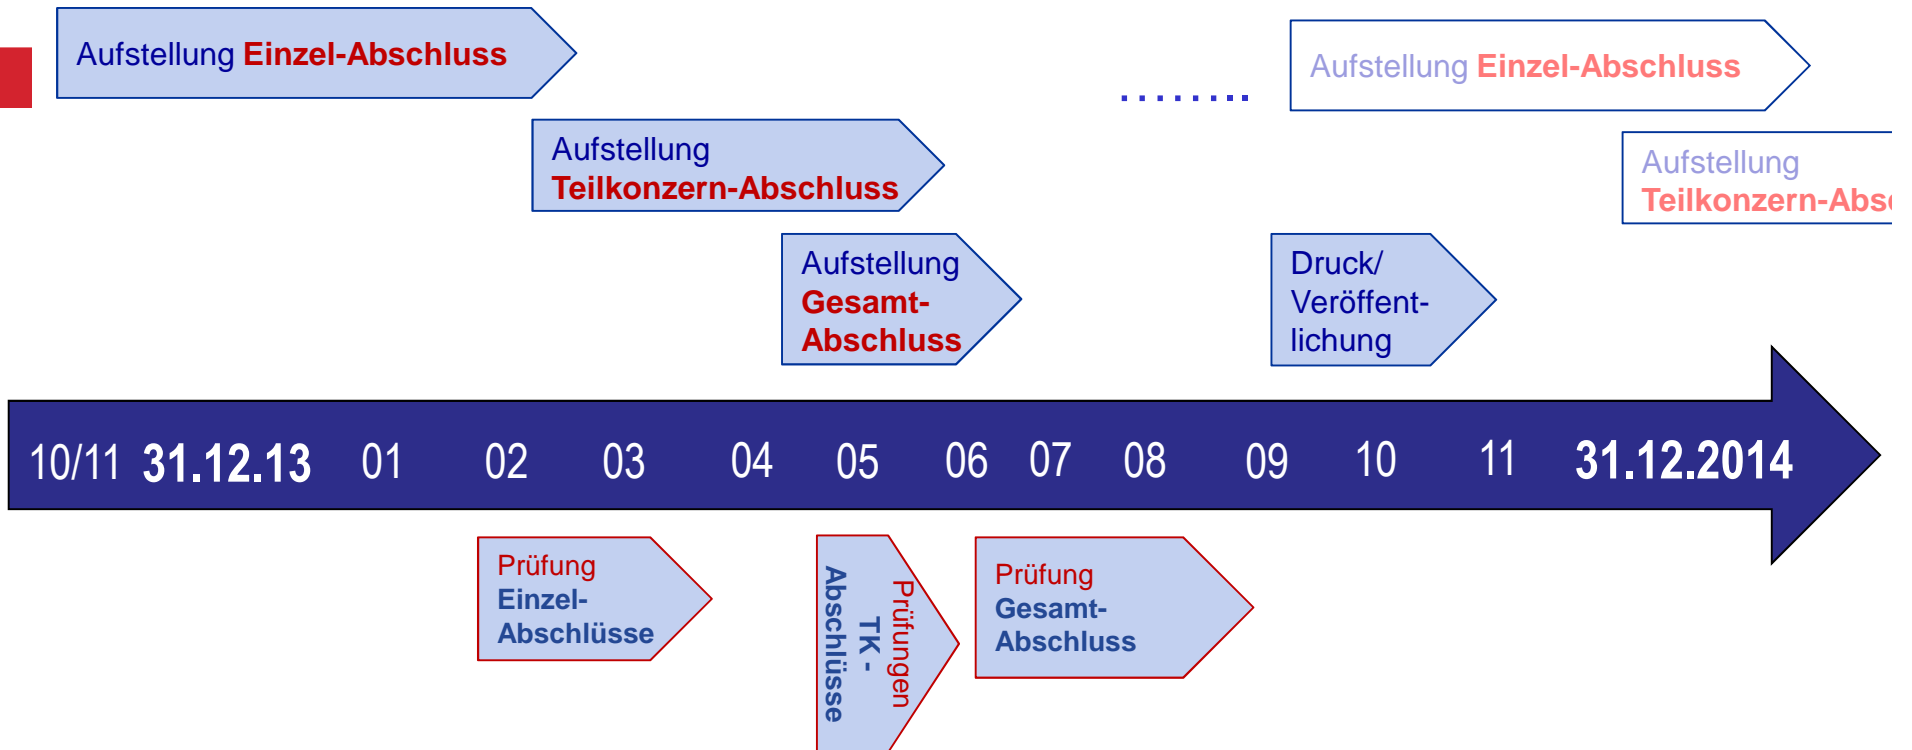 Aufstellung Einzel-Abschluss
Aufstellung Einzel-Abschluss
........
Aufstellung
Teilkonzern-Abschluss
Aufstellung
Teilkonzern-Abs
Aufstellung
Gesamt-
Abschluss
Druck/
Veröffent-
lichung
10/11 31.12.13 01 02 03 04 05 06 07 08 09 10 11 31.12.2014
Prüfung
Einzel-
Abschlüsse
Prüfungen
TK -
Abschlüsse
Prüfung
Gesamt-
Abschluss